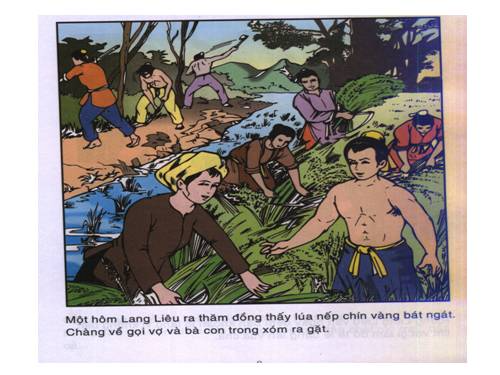 Một hôm Lang Liêu ra thăm đồng thấy lúa nếp chín vàng bát ngát.
Chàng về gọi vợ và bà con trong xóm ra gặt.